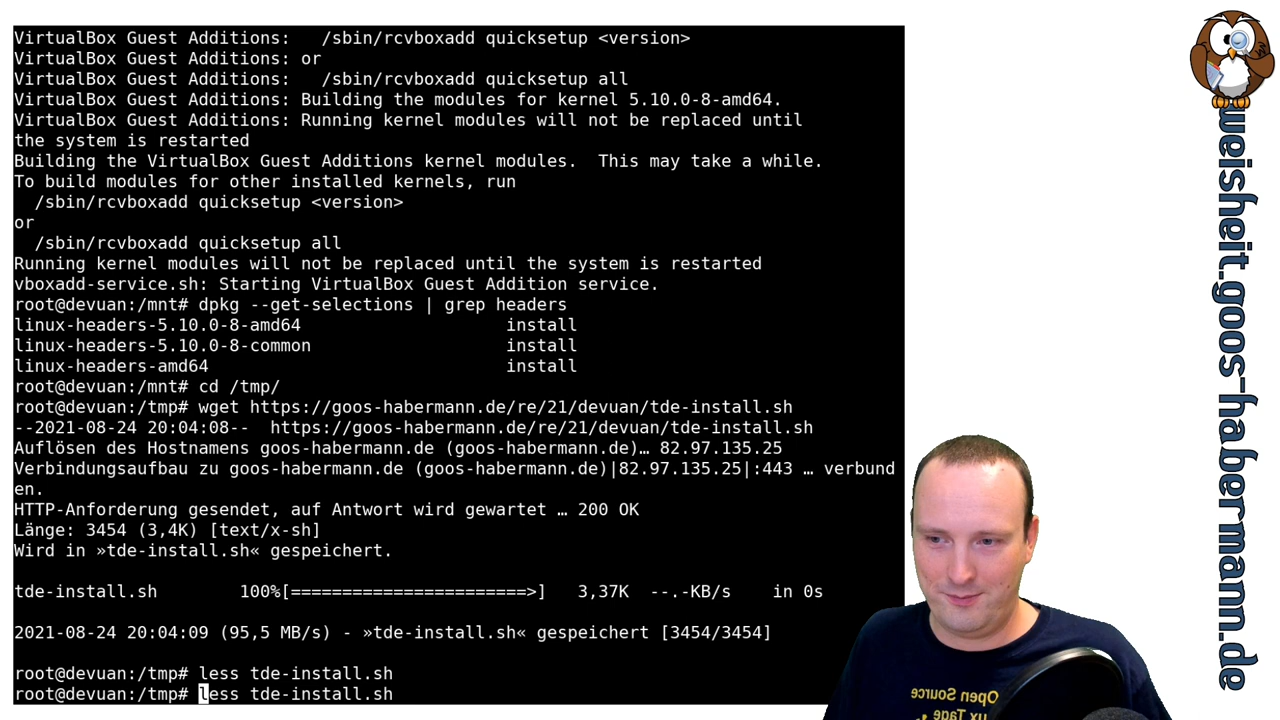 VirtualBox Guest Additions:   /sbin/rcvboxadd quicksetup <version>
VirtualBox Guest Additions: or
VirtualBox Guest Additions:   /sbin/rcvboxadd quicksetup all
VirtualBox Guest Additions: Building the modules for kernel 5.10.0-8-amd64.
VirtualBox Guest Additions: Running kernel modules will not be replaced until
the system is restarted
Building the VirtualBox Guest Additions kernel modules.  This may take a while.
To build modules for other installed kernels, run
  /sbin/rcvboxadd quicksetup <version>
or
  /sbin/rcvboxadd quicksetup all
Running kernel modules will not be replaced until the system is restarted
vboxadd-service.sh: Starting VirtualBox Guest Addition service.
root@devuan:/mnt# dpkg --get-selections | grep headers
linux-headers-5.10.0-8-amd64                    install
linux-headers-5.10.0-8-common                   install
linux-headers-amd64                             install
root@devuan:/mnt# cd /tmp/
root@devuan:/tmp# wget https://goos-habermann.de/re/21/devuan/tde-install.sh
--2021-08-24 20:04:08--  https://goos-habermann.de/re/21/devuan/tde-install.sh
Auflösen des Hostnamens goos-habermann.de (goos-habermann.de)… 82.97.135.25
Verbindungsaufbau zu goos-habermann.de (goos-habermann.de)|82.97.135.25|:443 … verbund
en.
HTTP-Anforderung gesendet, auf Antwort wird gewartet … 200 OK
Länge: 3454 (3,4K) [text/x-sh]
Wird in »tde-install.sh« gespeichert.
tde-install.sh        100%[=======================>]   3,37K  --.-KB/s    in 0s
2021-08-24 20:04:09 (95,5 MB/s) - »tde-install.sh« gespeichert [3454/3454]
root@devuan:/tmp# less tde-install.sh
root@devuan:/tmp# less tde-install.sh
weisheit.goos-habermann.de
Open Source
ux Tage